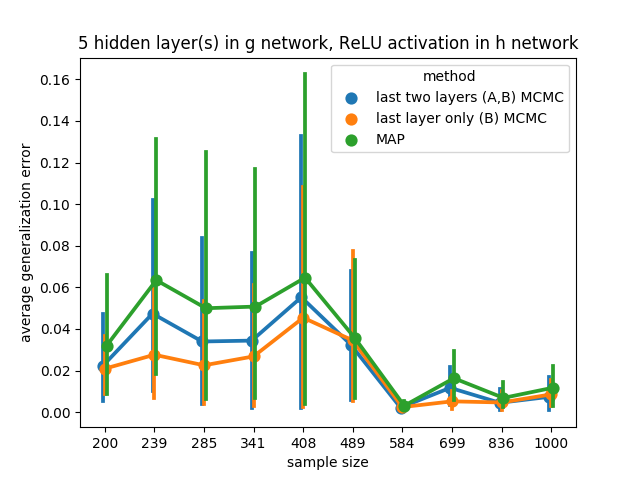 5 hidden layer(s) in g network, ReLU activation in h network
method
last two layers (A,B) MCMC
last layer only (B) MCMC
MAP
average generalization error
0.16
0.14
0.12
0.10
0.08
0.06
0.04
0.02
0.00
200 239 285 341 408 489 584 699 836 1000
sample size